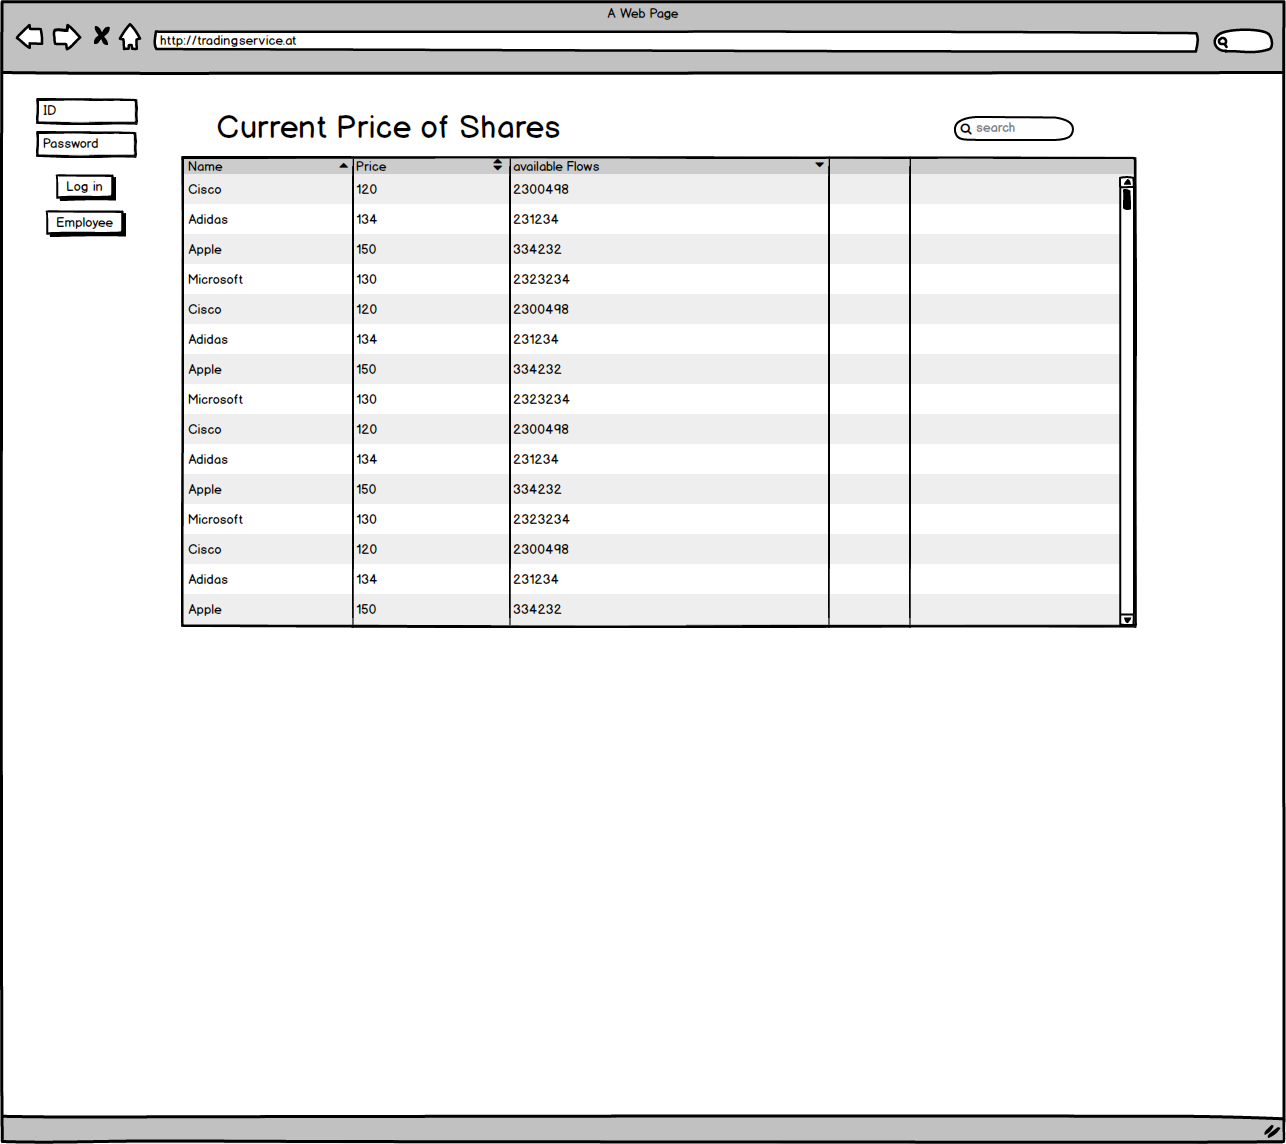 A Web Page
http://tradingservice.at
ID
Password
Log in
Employee
Current Price of Shares
search
Name Price available Flows
Cisco 120 2300498
Adidas 134 231234
Apple 150 334232
Microsoft 130 2323234
Cisco 120 2300498
Adidas 134 231234
Apple 150 334232
Microsoft 130 2323234
Cisco 120 2300498
Adidas 134 231234
Apple 150 334232
Microsoft 130 2323234
Cisco 120 2300498
Adidas 134 231234
Apple 150 334232